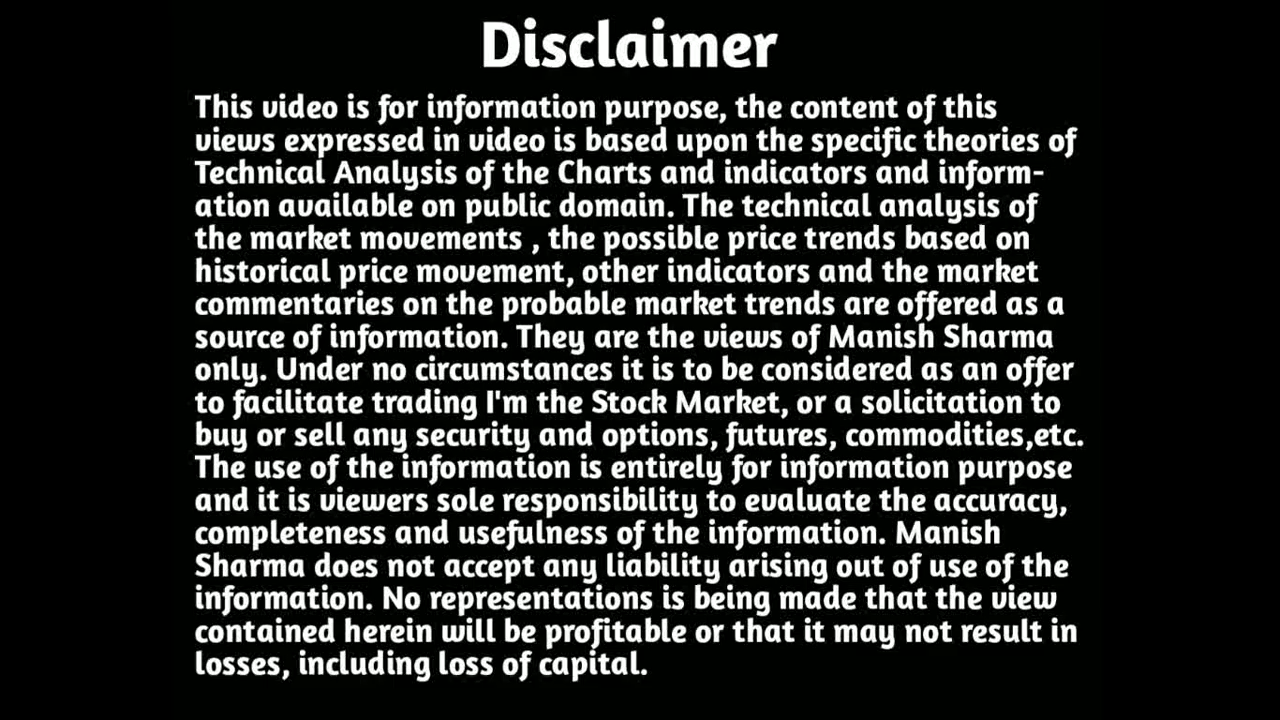 Disclaimer
This video is for information purpose, the content of this
views expressed in video is based upon the specific theories of
Technical Analysis of the Charts and indicators and inform-
ation available on public domain. The technical analysis of
the market movements , the possible price trends based on
historical price movement, other indicators and the market
commentaries on the probable market trends are offered as a
source of information. They are the views of Manish Sharma
only. Under no circumstances it is to be considered as an offer
to facilitate trading I'm the Stock Market, or a solicitation to
buy or sell any security and options, futures, commodities,etc.
The use of the information is entirely for information purpose
and it is viewers sole responsibility to evaluate the accuracy,
completeness and usefulness of the information. Manish
Sharma does not accept any liability arising out of use of the
information. No representations is being made that the view
contained herein will be profitable or that it may not result in
losses, including loss of capital.